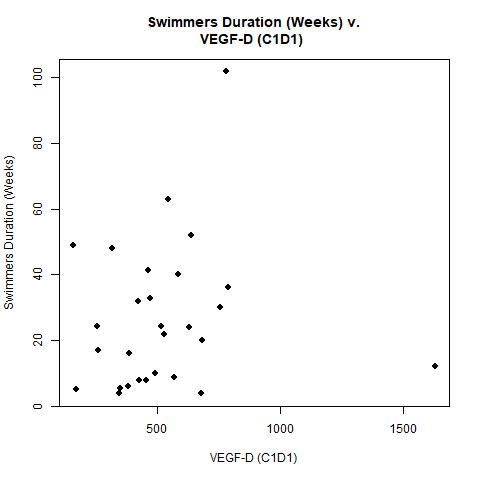 Swimmers Duration (Weeks) v.
VEGF-D (C1D1)
Swimmers Duration (Weeks)
100
80
60
40
20
0
500
1000
1500
VEGF-D (C1D1)